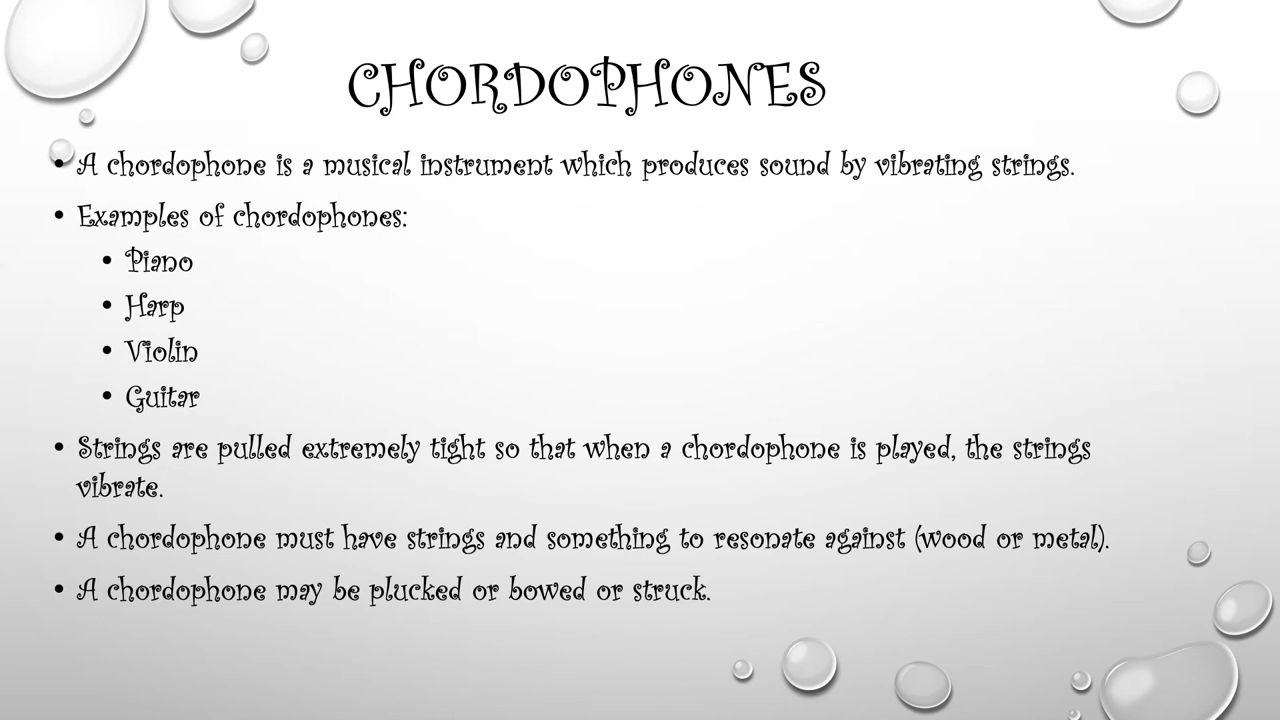 CHORDOPHONES
• A chordophone is a musical instrument which produces sound by vibrating strings.
• Examples of chordophones:
• Piano
• Harp
• Violin
• Guitar
• Strings are pulled extremely tight so that when a chordophone is played, the strings
vibrate.
• A chordophone must have strings and something to resonate against (wood or metal).
• A chordophone may be plucked or bowed or struck.